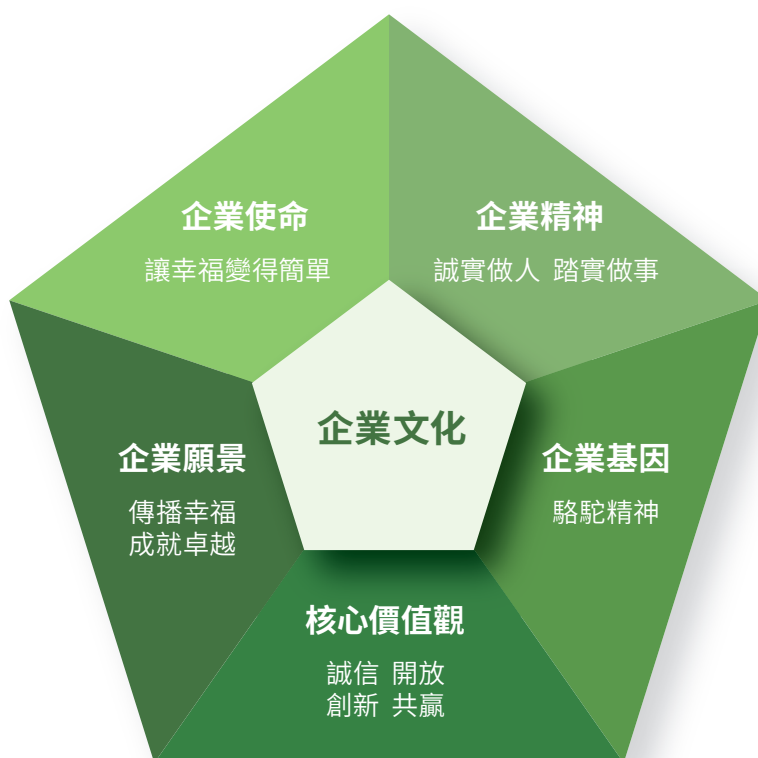 企業使命
讓幸福變得簡單
企業精神
誠實做人 踏實做事
企業文化
企業願景
傳播幸福
成就卓越
企業基因
駱駝精神
核心價值觀
誠信 開放
創新 共贏